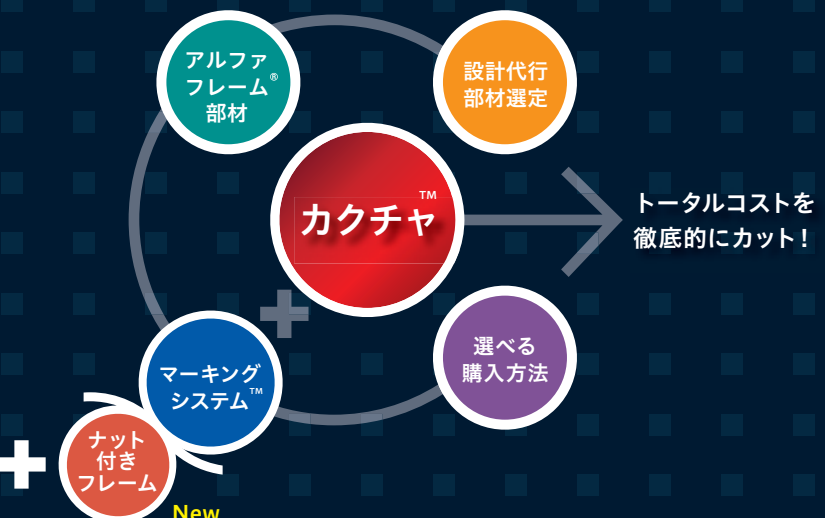 アルファ
フレーム®
部材
設計代行
部材選定
カクチャ™
トータルコストを
徹底的にカット!
マーキング
システム™
選べる
購入方法
ナット
付き
フレーム
New